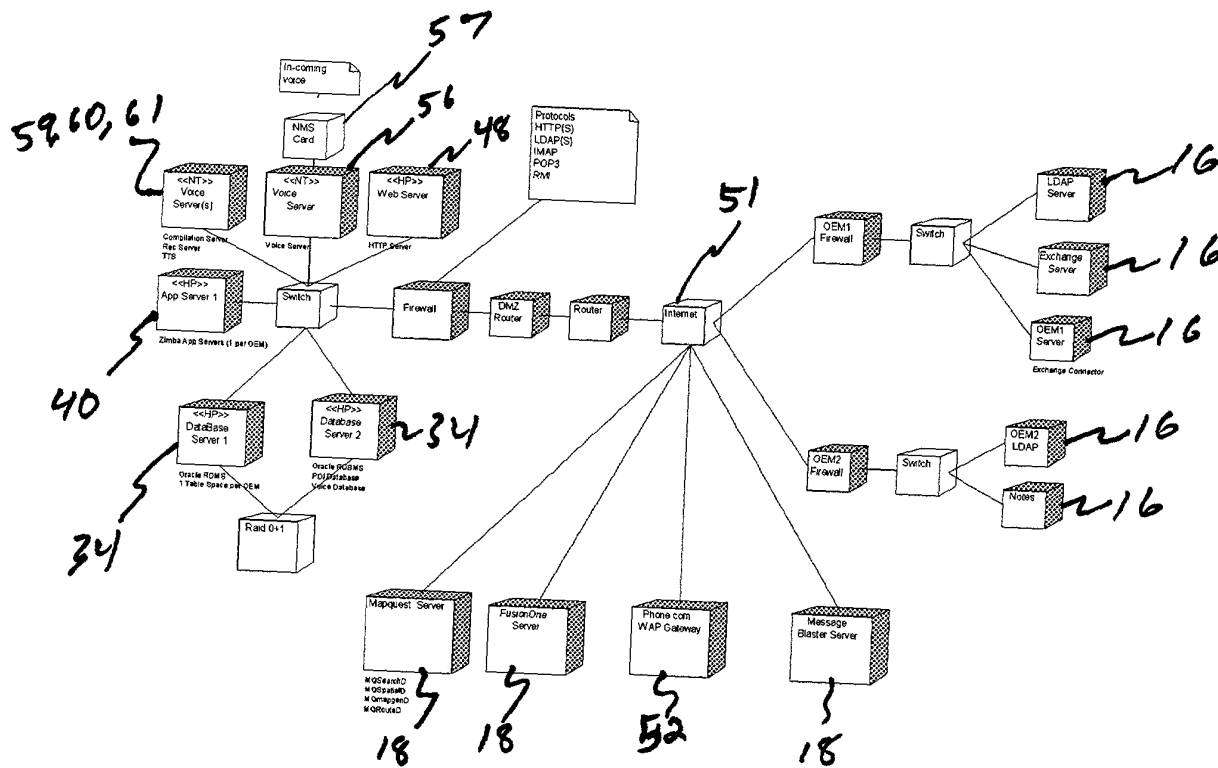 57
In-coming
voice
NMS
Card
56
59,60,61
48
Protocols
HTTP(S)
LDAP(S)
IMAP
POP3
RMI
<<NT>>
Voice
Server(s)
<<NT>>
Voice
Server
<<HP>>
Web Server
Compilation Server
Rec Server
TTS
Voice Server
HTTP Server
51
LDAP
Server
16
OEM1
Firewall
Switch
Exchange
Server
16
<<HP>>
App Server 1
Switch
Firewall
DMZ
Router
Router
Internet
OEM1
Server
16
Exchange Connector
Zimba App Servers (1 per OEM)
40
<<HP>>
DataBase
Server 1
<<HP>>
Database
Server 2
34
Oracle RDMS
1 Table Space per OEM
Oracle RDBMS
PDI Database
Voice Database
34
Raid 0+1
OEM2
Firewall
Switch
OEM2
LDAP
16
Notes
16
Mapquest Server
FusionOne
Server
Phone com
WAP Gateway
Message
Blaster Server
MQSearchD
MQSpatialD
MQmapgenD
MQRouteD
18
18
52
18